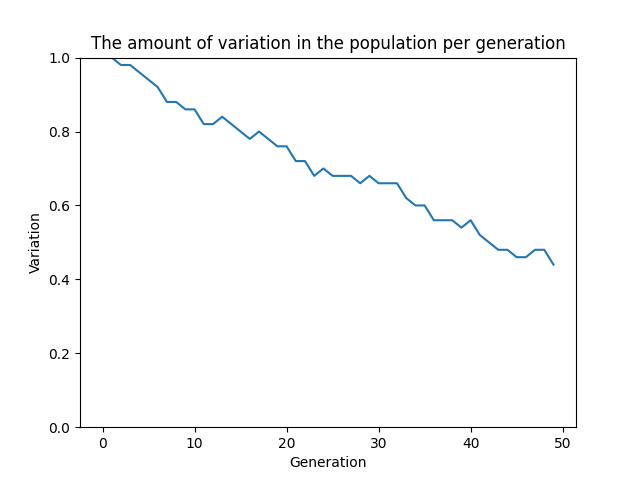 The amount of variation in the population per generation
1.0
0.8
0.6
0.4
0.2
0.0
Variation
0 10 20 30 40 50
Generation